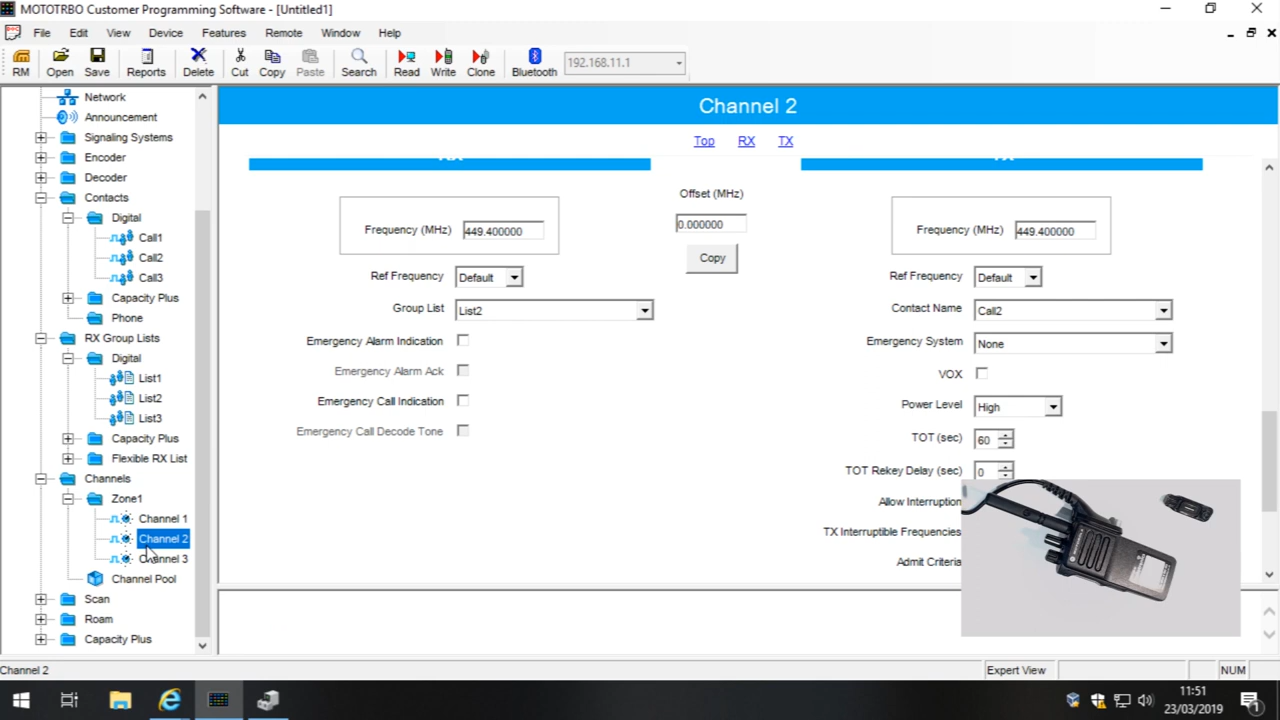 MOTOTRBO Customer Programming Software - [Untitled1]
File Edit View Device Features Remote Window Help
RM Open Save Reports Delete Cut Copy Paste Search Read Write Clone Bluetooth 192.168.11.1
Network
Announcement
Signaling Systems
Encoder
Decoder
Contacts
Digital
Call1
Call2
Call3
Capacity Plus
Phone
RX Group Lists
Digital
List1
List2
List3
Capacity Plus
Flexible RX List
Channels
Zone1
Channel 1
Channel 2
Channel 3
Channel Pool
Scan
Roam
Capacity Plus
Channel 2
Top RX TX
RX
Frequency (MHz) 449.400000
Ref Frequency Default
Group List List2
Emergency Alarm Indication
Emergency Alarm Ack
Emergency Call Indication
Emergency Call Decode Tone
Offset (MHz)
0.000000
Copy
TX
Frequency (MHz) 449.400000
Ref Frequency Default
Contact Name Call2
Emergency System None
VOX
Power Level High
TOT (sec) 60
TOT Rekey Delay (sec) 0
Allow Interruption
TX Interruptible Frequencies
Admit Criteria
Channel 2
Expert View NUM
11:51
23/03/2019
1